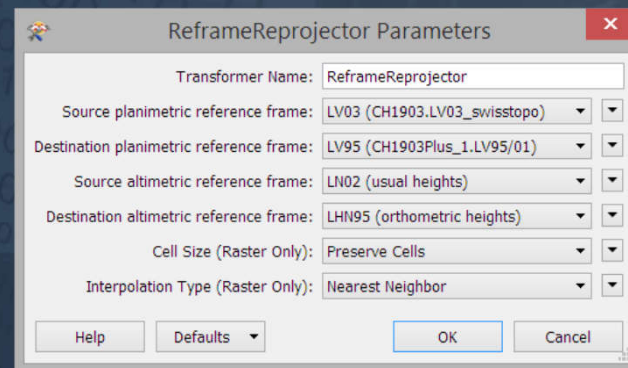 ReframeReprojector Parameters
Transformer Name: ReframeReprojector
Source planimetric reference frame: LV03 (CH1903.LV03_swisstopo)
Destination planimetric reference frame: LV95 (CH1903Plus_1.LV95/01)
Source altimetric reference frame: LN02 (usual heights)
Destination altimetric reference frame: LHN95 (orthometric heights)
Cell Size (Raster Only): Preserve Cells
Interpolation Type (Raster Only): Nearest Neighbor
Help Defaults OK Cancel